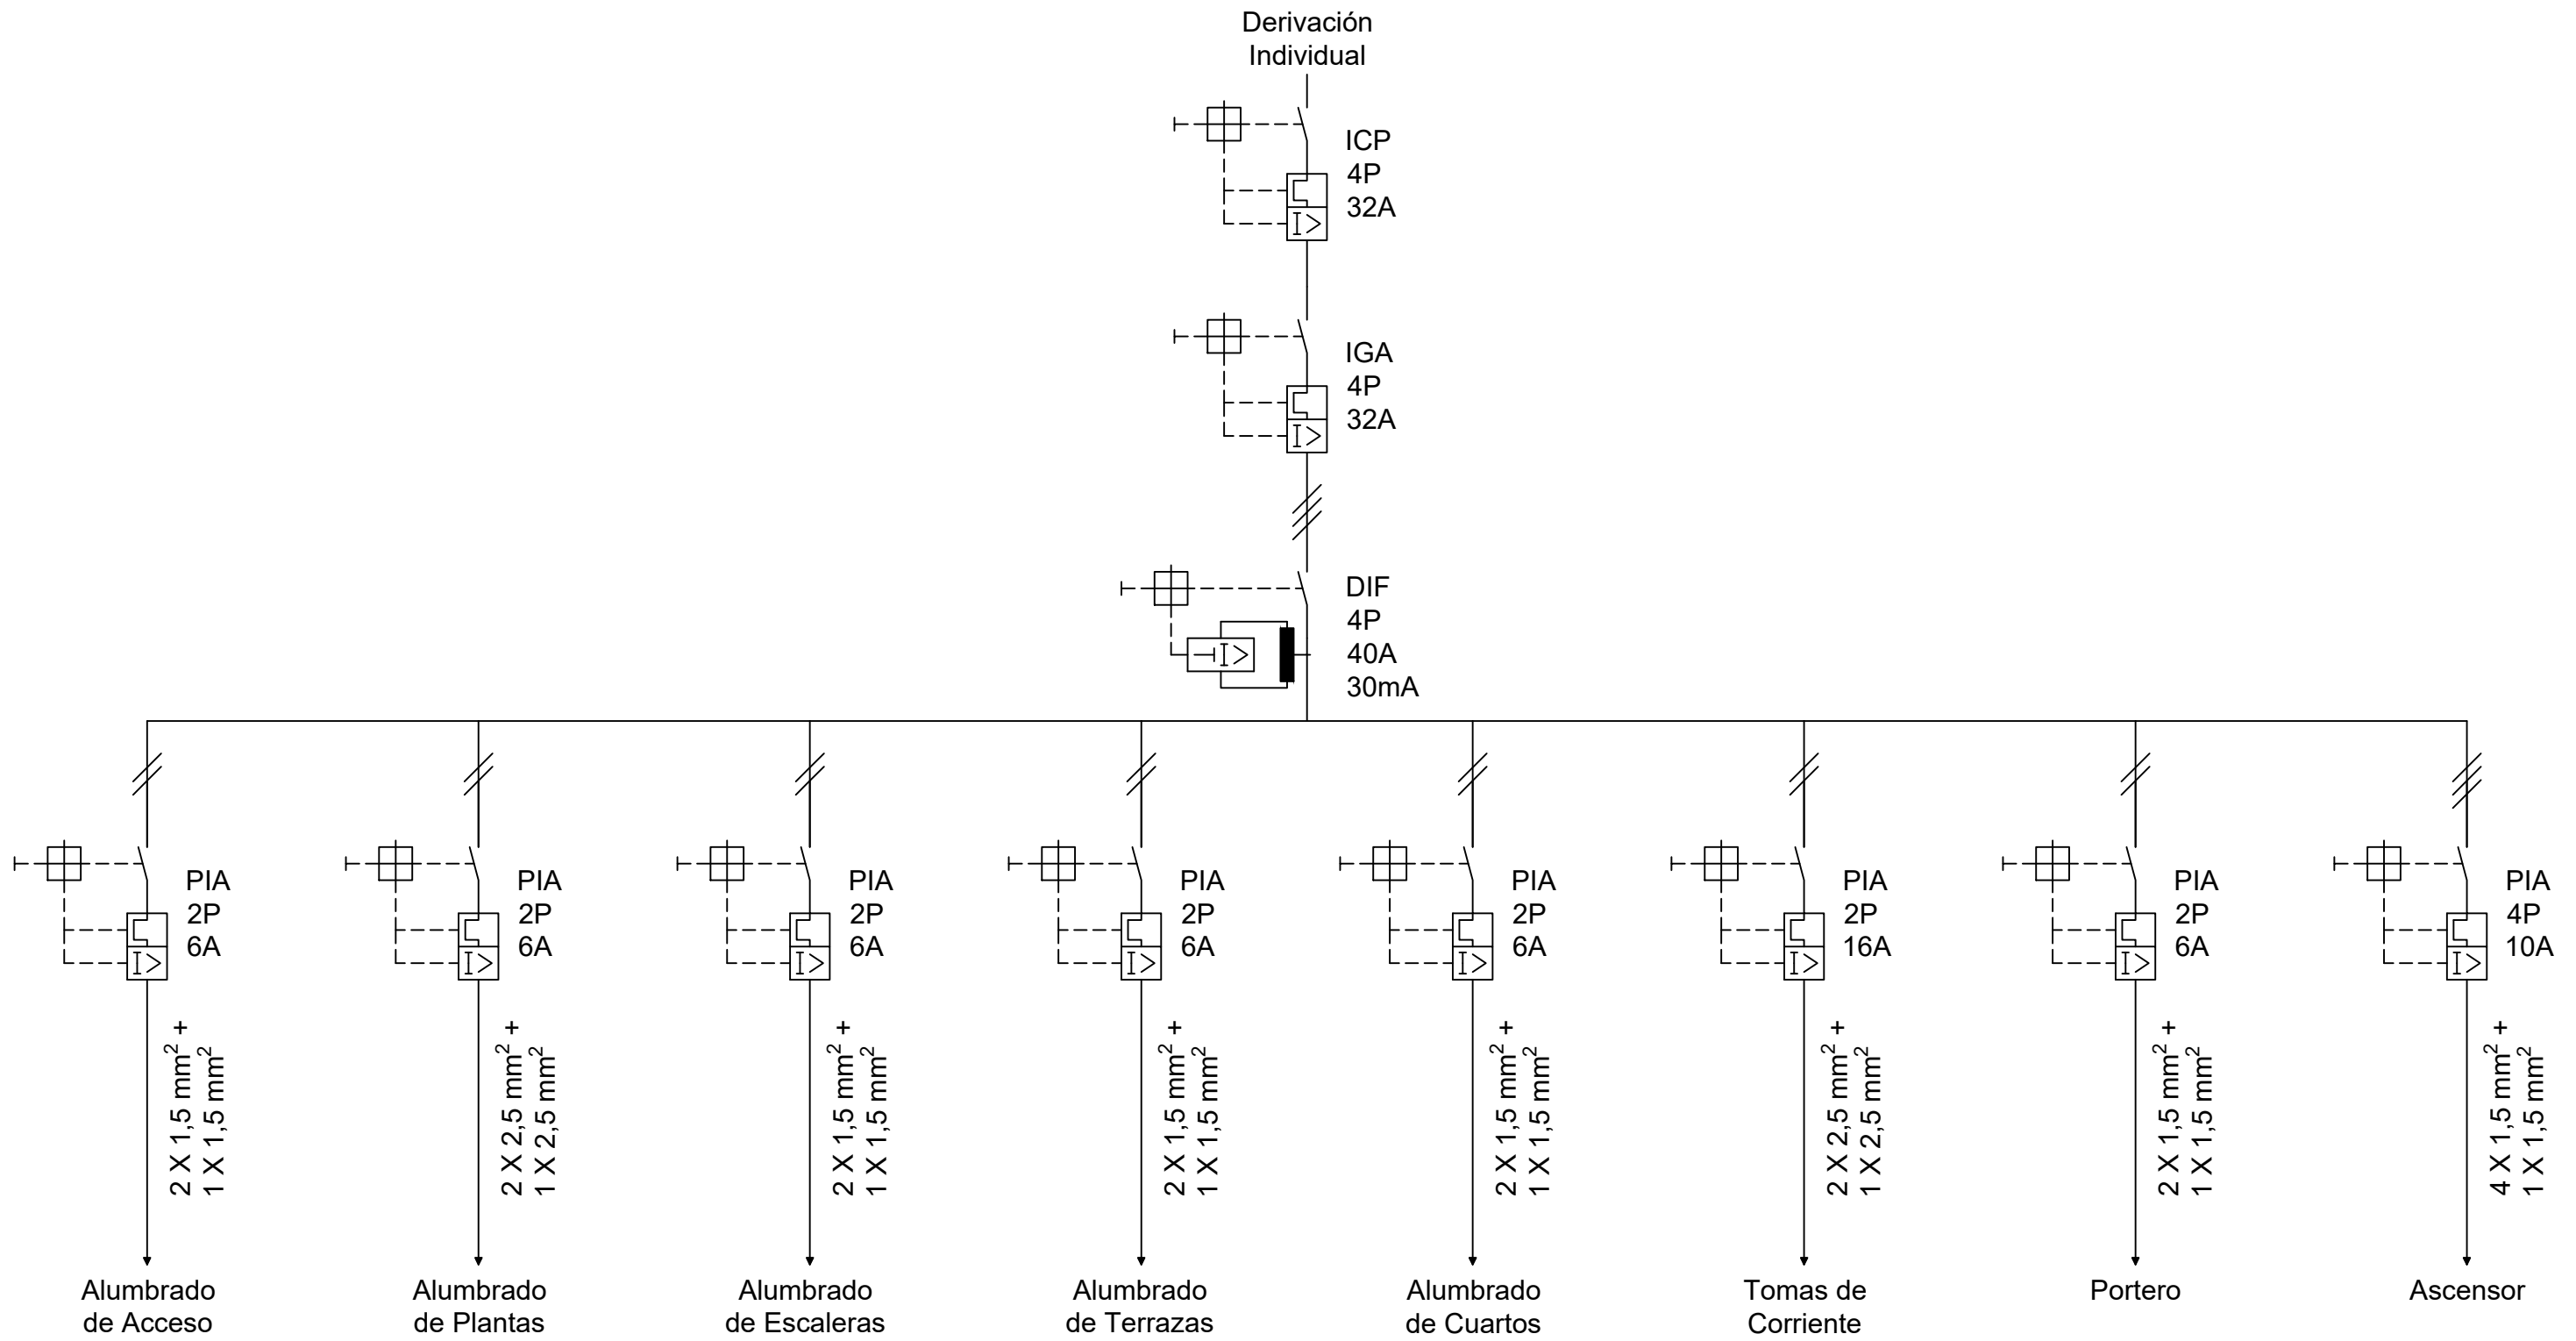 Derivación
Individual
ICP
4P
32A
IGA
4P
32A
DIF
4P
40A
30mA
PIA
2P
6A
PIA
2P
6A
PIA
2P
6A
PIA
2P
6A
PIA
2P
6A
PIA
2P
16A
PIA
2P
6A
PIA
4P
10A
2 X 1,5 mm² +
1 X 1,5 mm²
2 X 2,5 mm² +
1 X 2,5 mm²
2 X 1,5 mm² +
1 X 1,5 mm²
2 X 1,5 mm² +
1 X 1,5 mm²
2 X 1,5 mm² +
1 X 1,5 mm²
2 X 2,5 mm² +
1 X 2,5 mm²
2 X 1,5 mm² +
1 X 1,5 mm²
4 X 1,5 mm² +
1 X 1,5 mm²
Alumbrado
de Acceso
Alumbrado
de Plantas
Alumbrado
de Escaleras
Alumbrado
de Terrazas
Alumbrado
de Cuartos
Tomas de
Corriente
Portero
Ascensor